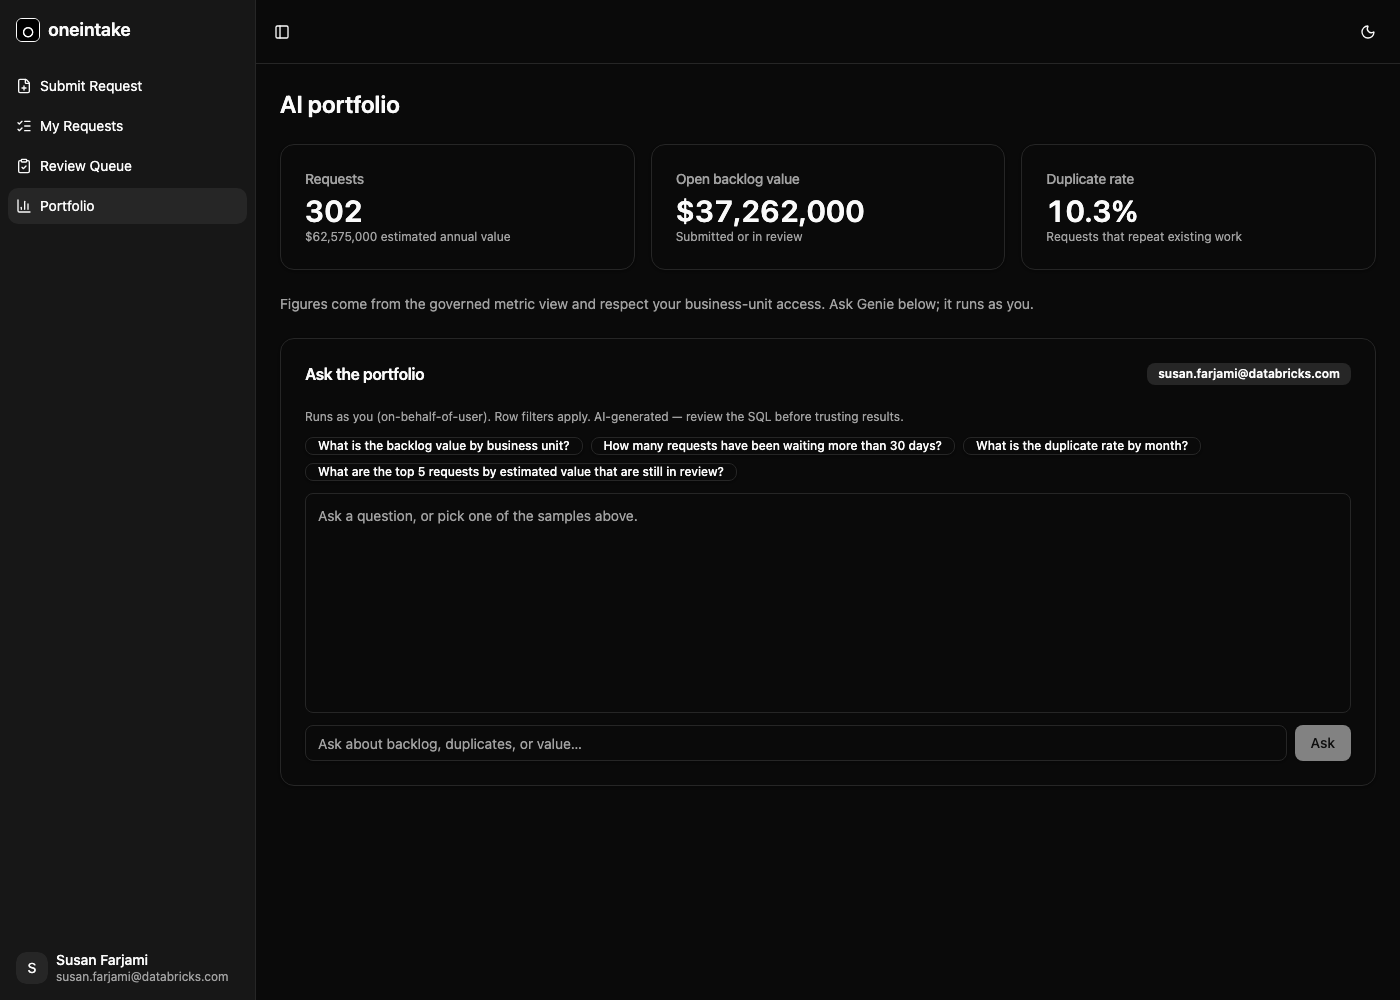 oneintake
Submit Request
My Requests
Review Queue
Portfolio
AI portfolio
Requests
302
$62,575,000 estimated annual value
Open backlog value
$37,262,000
Submitted or in review
Duplicate rate
10.3%
Requests that repeat existing work
Figures come from the governed metric view and respect your business-unit access. Ask Genie below; it runs as you.
Ask the portfolio
susan.farjami@databricks.com
Runs as you (on-behalf-of-user). Row filters apply. AI-generated — review the SQL before trusting results.
What is the backlog value by business unit?
How many requests have been waiting more than 30 days?
What is the duplicate rate by month?
What are the top 5 requests by estimated value that are still in review?
Ask a question, or pick one of the samples above.
Ask about backlog, duplicates, or value...
Ask
S
Susan Farjami
susan.farjami@databricks.com